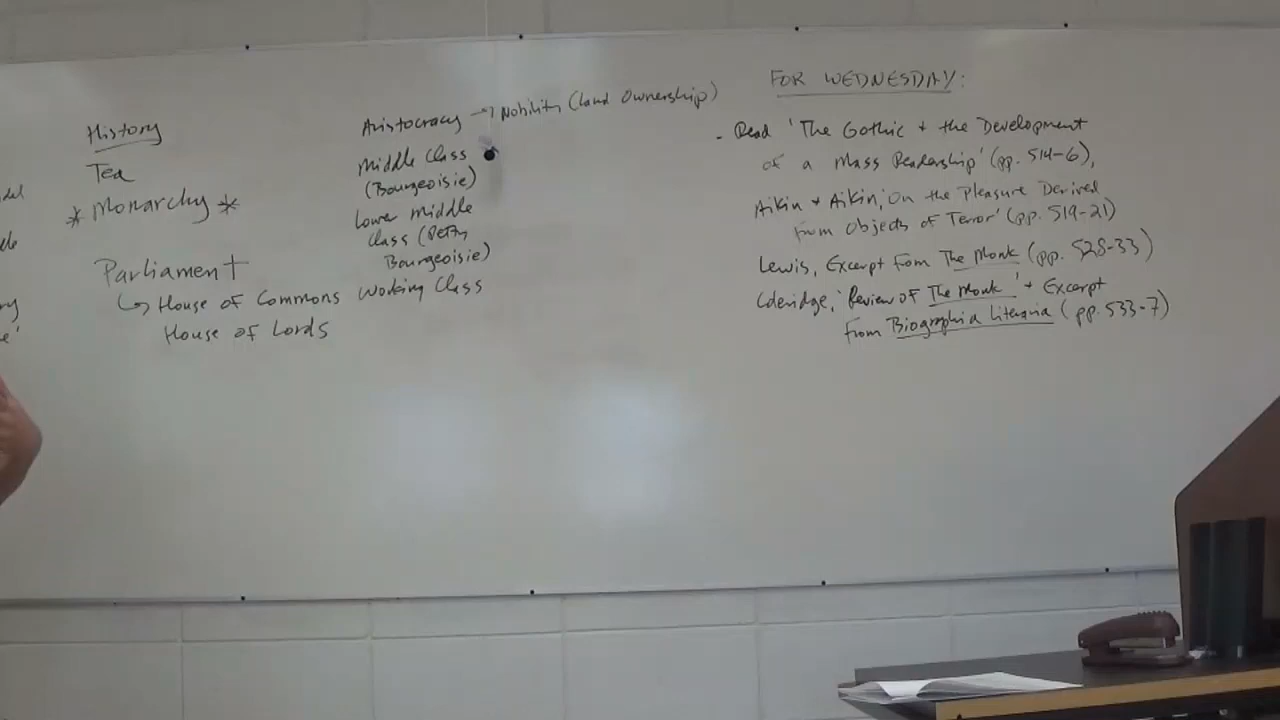 History
Tea
*Monarchy*
Parliament
↳ House of Commons
House of Lords
Aristocracy → Nobility (Land Ownership)
Middle Class
(Bourgeoisie)
Lower Middle
Class (Petty
Bourgeoisie)
Working Class
FOR WEDNESDAY:
- Read 'The Gothic + the Development
of a Mass Readership' (pp. 514-6),
Aikin + Aikin, 'On the Pleasure Derived
from Objects of Terror' (pp. 519-21)
Lewis, Excerpt from The Monk (pp. 528-33)
Coleridge, 'Review of The Monk' + Excerpt
from Biographia Literaria (pp. 533-7)